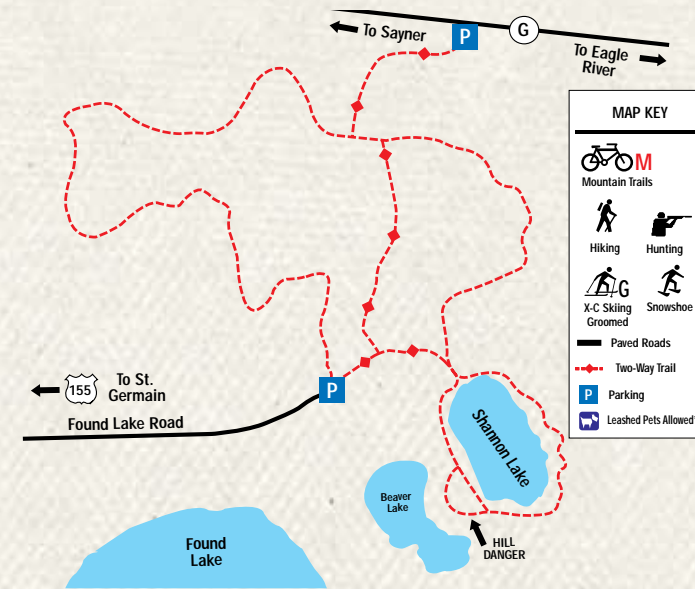 To Sayner
P
G
To Eagle
River
MAP KEY
M
Mountain Trails
Hiking
Hunting
G
X-C Skiing
Groomed
Snowshoe
Paved Roads
Two-Way Trail
P
Parking
Leashed Pets Allowed*
155
To St.
Germain
P
Found Lake Road
Shannon Lake
Beaver
Lake
HILL
DANGER
Found
Lake